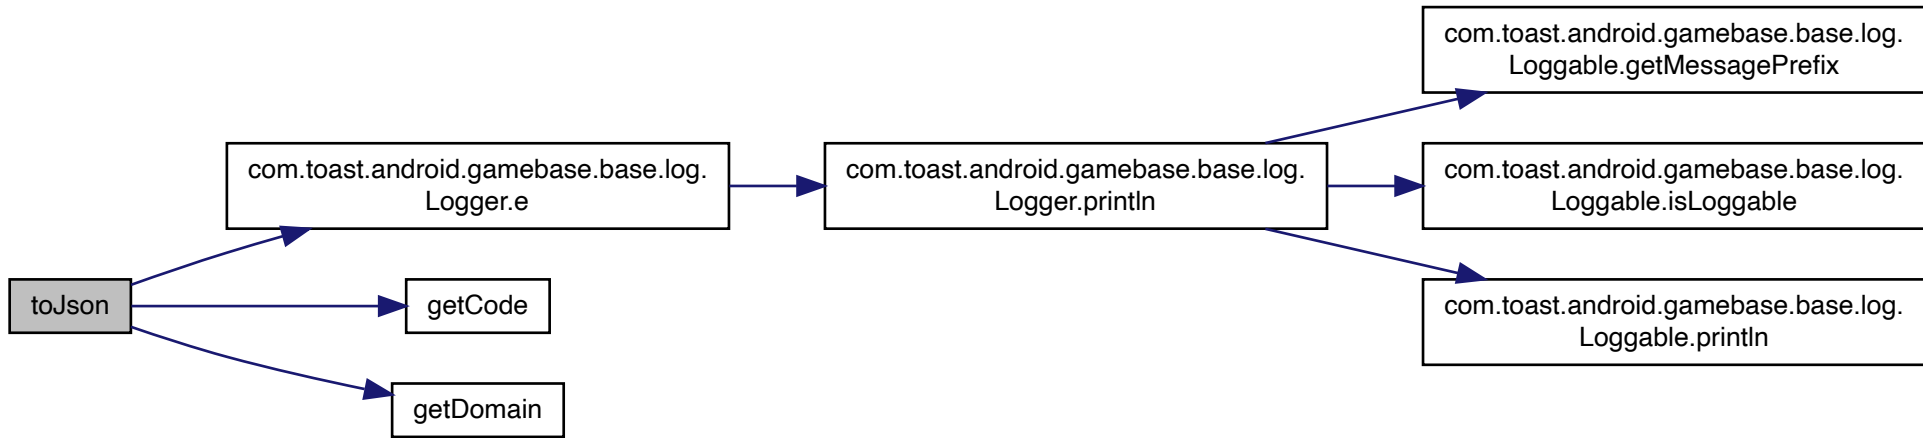 toJson
com.toast.android.gamebase.base.log.
Logger.e
getCode
getDomain
com.toast.android.gamebase.base.log.
Logger.println
com.toast.android.gamebase.base.log.
Loggable.getMessagePrefix
com.toast.android.gamebase.base.log.
Loggable.isLoggable
com.toast.android.gamebase.base.log.
Loggable.println